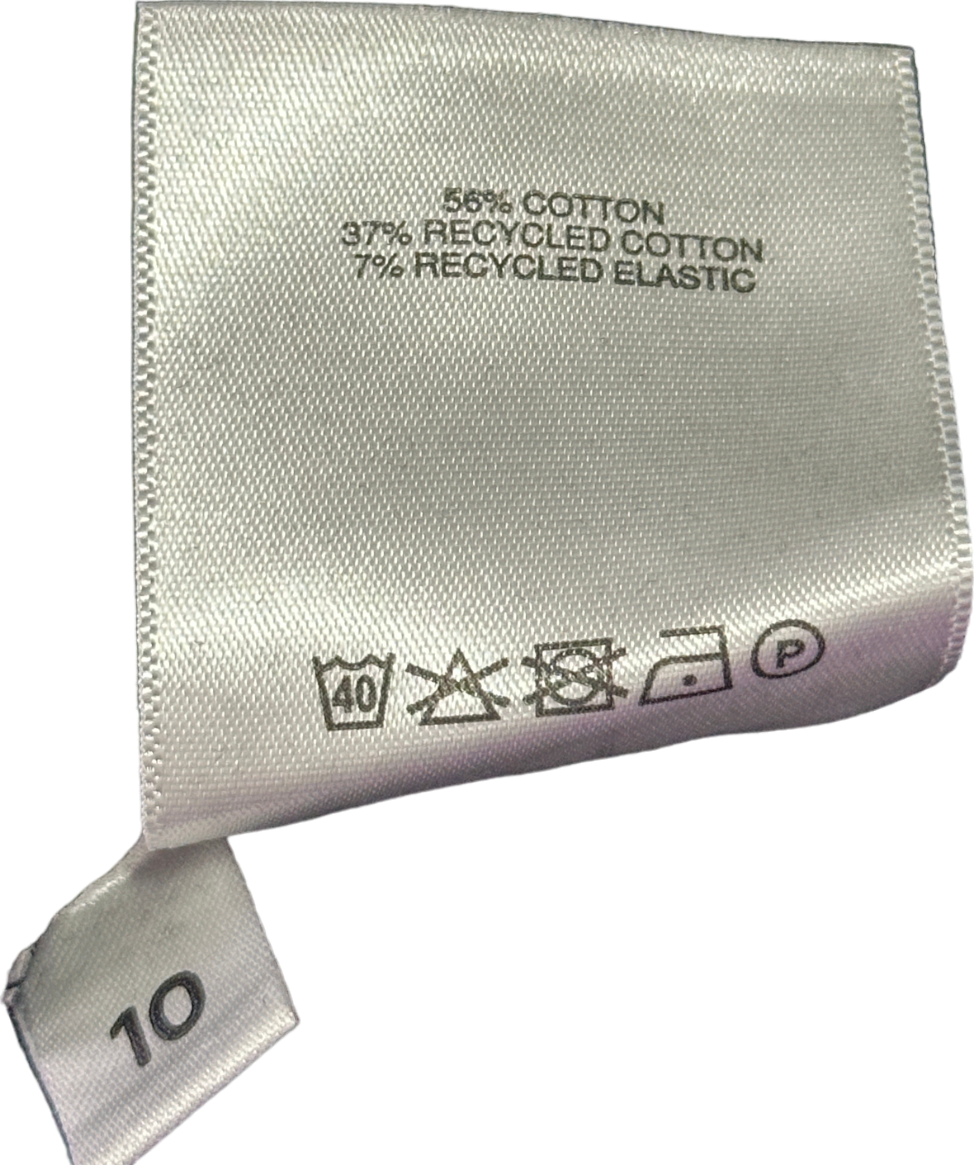 56% COTTON
37% RECYCLED COTTON
7% RECYCLED ELASTIC
40 P
10